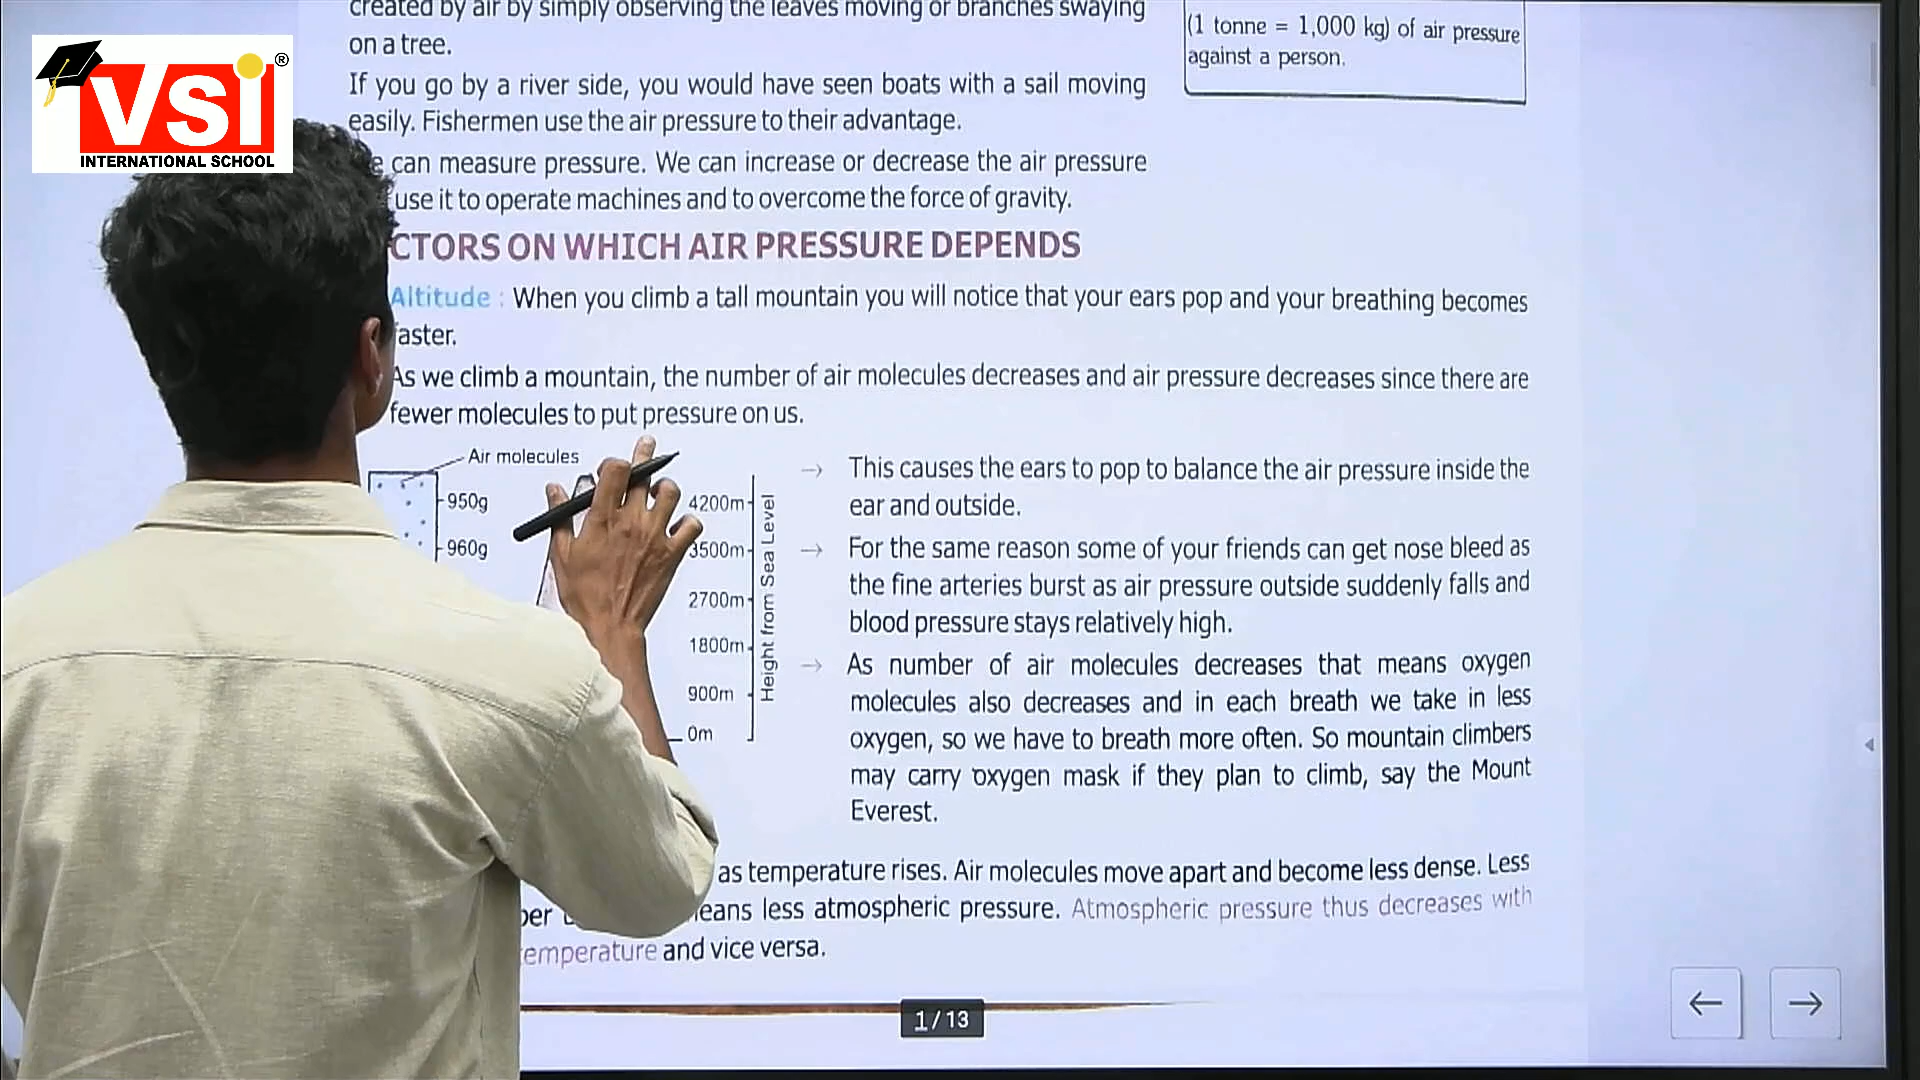 created by air by simply observing the leaves moving or branches swaying
on a tree.
(1 tonne = 1,000 kg) of air pressure
against a person.
VSI ®
INTERNATIONAL SCHOOL
If you go by a river side, you would have seen boats with a sail moving
easily. Fishermen use the air pressure to their advantage.
can measure pressure. We can increase or decrease the air pressure
use it to operate machines and to overcome the force of gravity.
CTORS ON WHICH AIR PRESSURE DEPENDS
Altitude : When you climb a tall mountain you will notice that your ears pop and your breathing becomes
faster.
As we climb a mountain, the number of air molecules decreases and air pressure decreases since there are
fewer molecules to put pressure on us.
Air molecules
950g
960g
4200m
3500m
2700m
1800m
900m
0m
Height from Sea Level
→ This causes the ears to pop to balance the air pressure inside the
ear and outside.
→ For the same reason some of your friends can get nose bleed as
the fine arteries burst as air pressure outside suddenly falls and
blood pressure stays relatively high.
→ As number of air molecules decreases that means oxygen
molecules also decreases and in each breath we take in less
oxygen, so we have to breath more often. So mountain climbers
may carry oxygen mask if they plan to climb, say the Mount
Everest.
as temperature rises. Air molecules move apart and become less dense. Less
means less atmospheric pressure. Atmospheric pressure thus decreases with
temperature and vice versa.
1/13